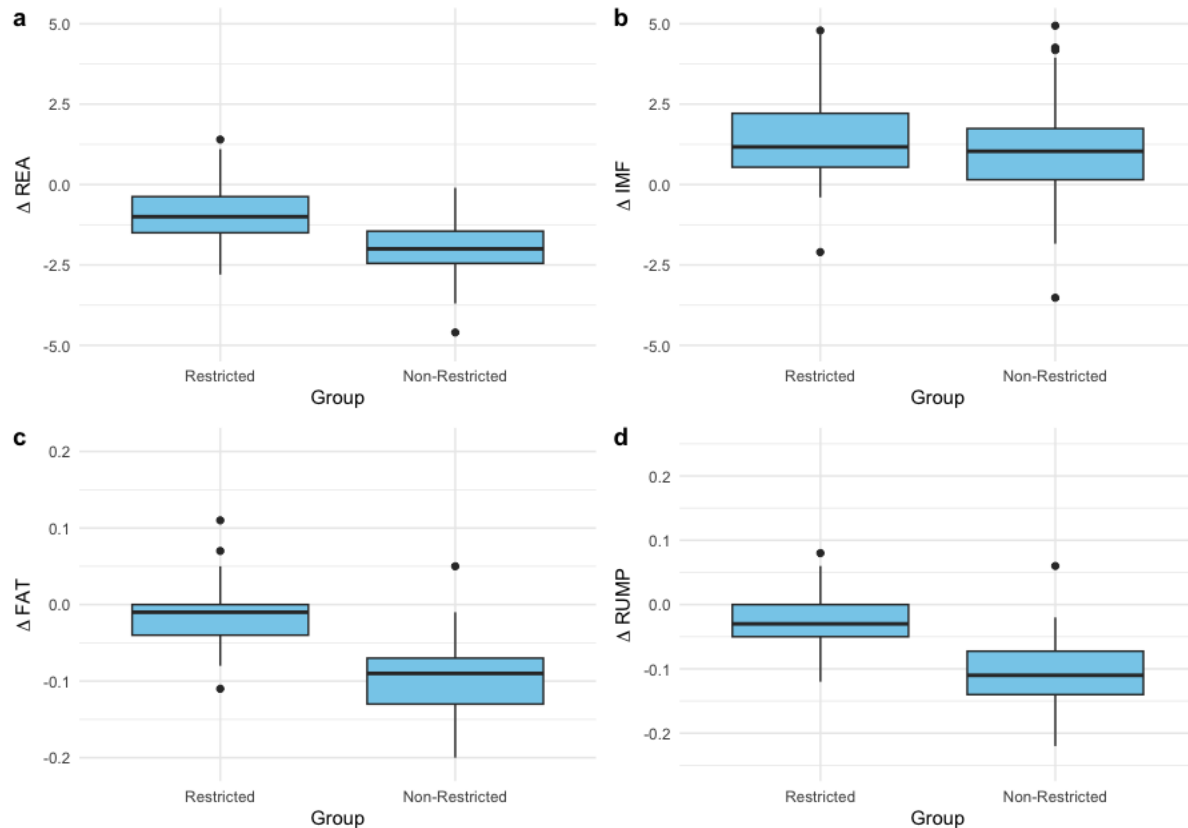 a
5.0
2.5
0.0
-2.5
-5.0
Δ REA
Restricted
Non-Restricted
Group
b
5.0
2.5
0.0
-2.5
-5.0
Δ IMF
Restricted
Non-Restricted
Group
c
0.2
0.1
0.0
-0.1
-0.2
Δ FAT
Restricted
Non-Restricted
Group
d
0.2
0.1
0.0
-0.1
-0.2
Δ RUMP
Restricted
Non-Restricted
Group